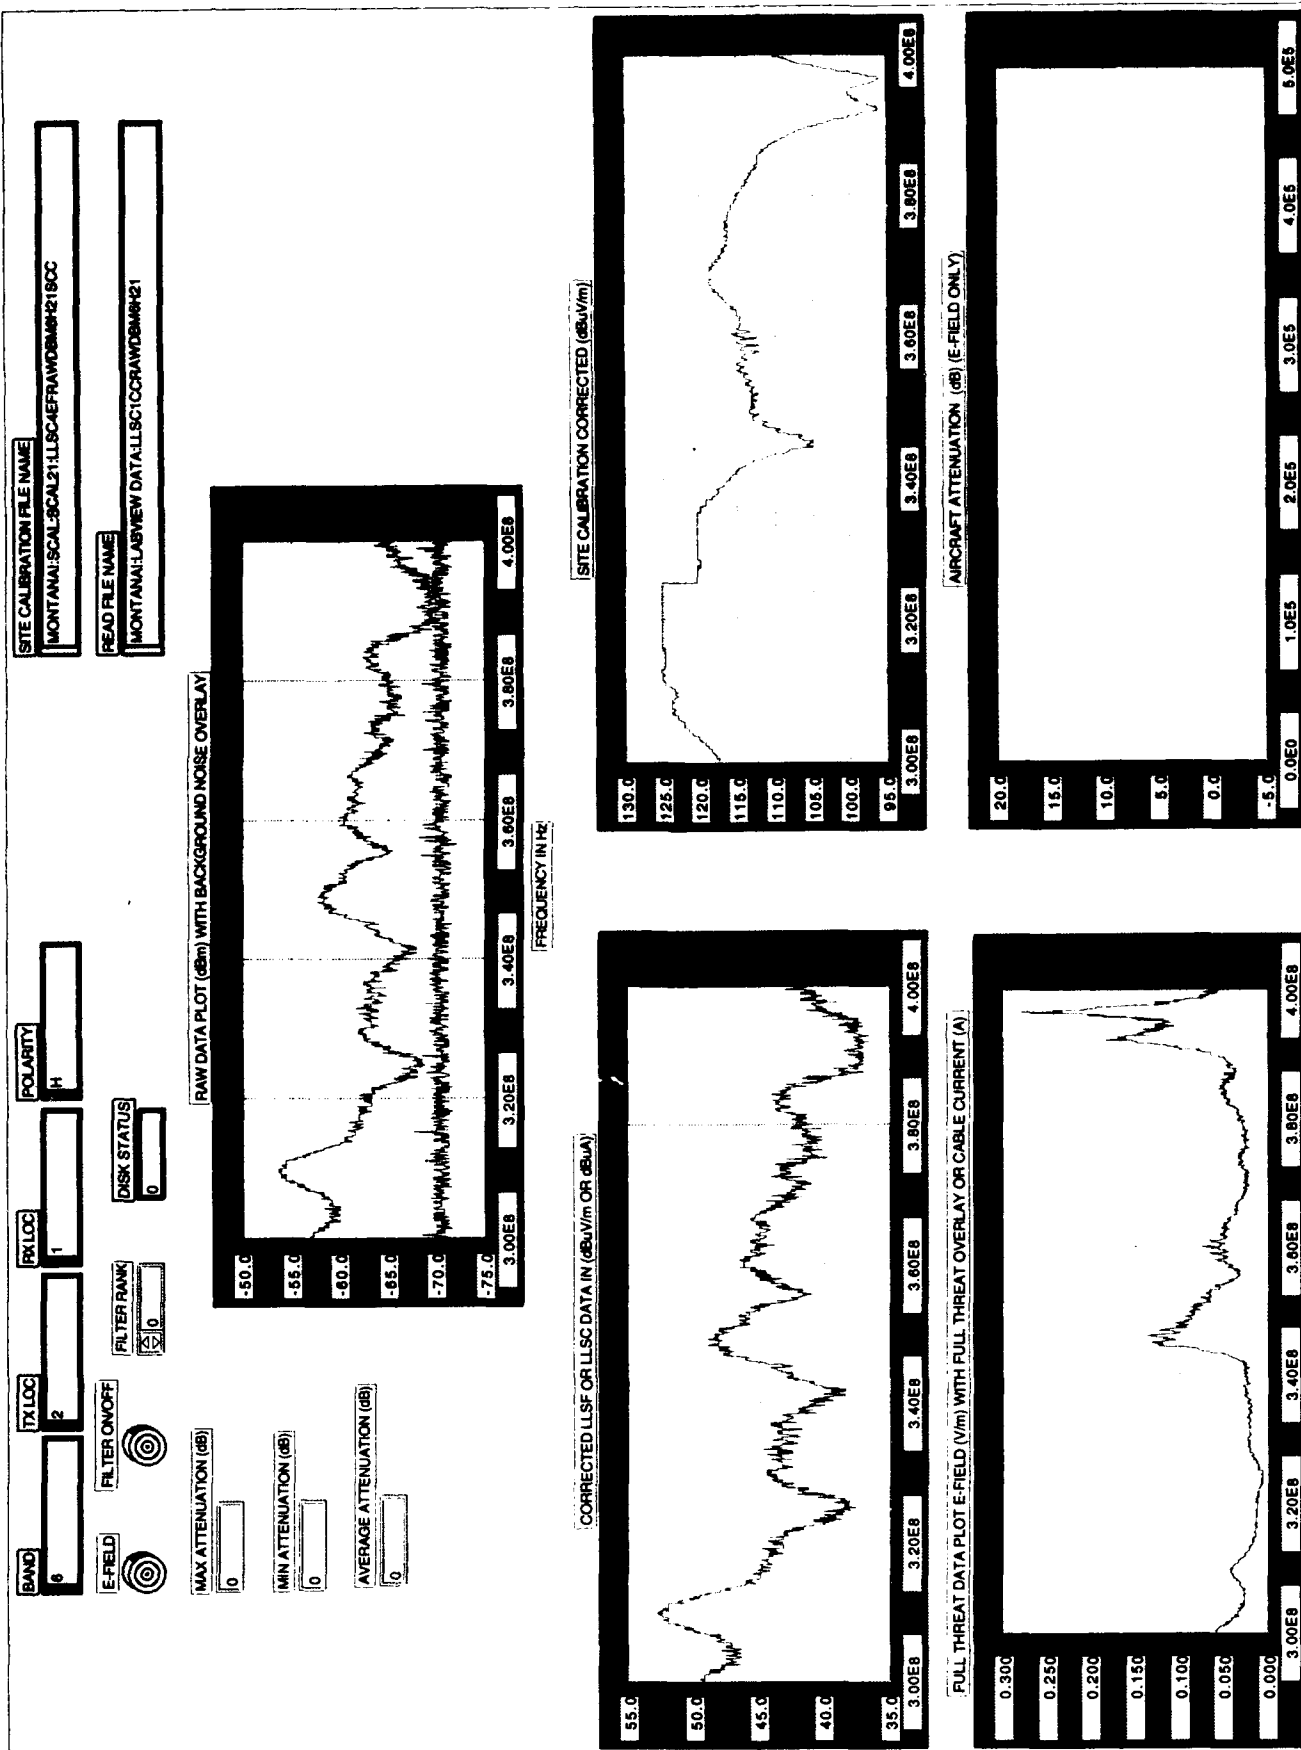 BAND
6
TX LOC
2
RX LOC
1
POLARITY
H
SITE CALIBRATION FILE NAME
MONTANAI:SCAL:SCAL21:LLSC4EFRAWDBM6H21SCC
E-FIELD
FILTER ON/OFF
FILTER RANK
0
DISK STATUS
0
READ FILE NAME
MONTANAI:LABVIEW DATA:LLSC1CCRAWDBM6H21
MAX ATTENUATION (dB)
0
MIN ATTENUATION (dB)
0
AVERAGE ATTENUATION (dB)
0
RAW DATA PLOT (dBm) WITH BACKGROUND NOISE OVERLAY
-50.0
-55.0
-60.0
-65.0
-70.0
-75.0
3.00E8 3.20E8 3.40E8 3.60E8 3.80E8 4.00E8
FREQUENCY IN Hz
CORRECTED LLSF OR LLSC DATA IN (dBuV/m OR dBuA)
55.0
50.0
45.0
40.0
35.0
3.00E8 3.20E8 3.40E8 3.60E8 3.80E8 4.00E8
SITE CALIBRATION CORRECTED (dBuV/m)
130.0
125.0
120.0
115.0
110.0
105.0
100.0
95.0
3.00E8 3.20E8 3.40E8 3.60E8 3.80E8 4.00E8
FULL THREAT DATA PLOT E-FIELD (V/m) WITH FULL THREAT OVERLAY OR CABLE CURRENT (A)
0.300
0.250
0.200
0.150
0.100
0.050
0.000
3.00E8 3.20E8 3.40E8 3.60E8 3.80E8 4.00E8
AIRCRAFT ATTENUATION (dB) (E-FIELD ONLY)
20.0
15.0
10.0
5.0
0.0
-5.0
0.0E0 1.0E5 2.0E5 3.0E5 4.0E5 5.0E5